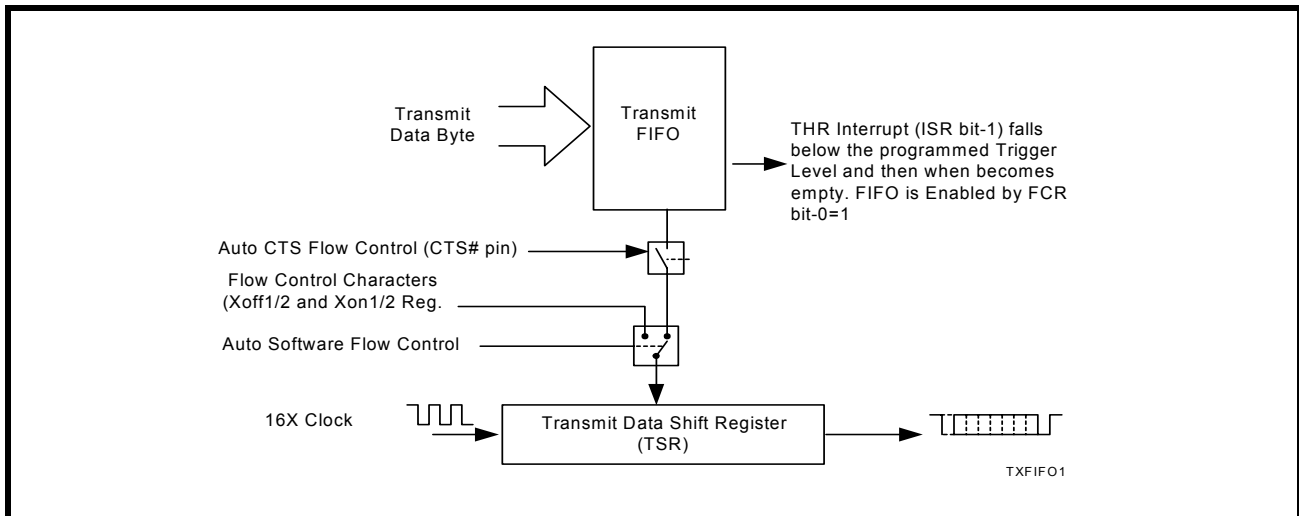 Transmit
Data Byte
Transmit
FIFO
THR Interrupt (ISR bit-1) falls
below the programmed Trigger
Level and then when becomes
empty. FIFO is Enabled by FCR
bit-0=1
Auto CTS Flow Control (CTS# pin)
Flow Control Characters
(Xoff1/2 and Xon1/2 Reg.
Auto Software Flow Control
16X Clock
Transmit Data Shift Register
(TSR)
TXFIFO1